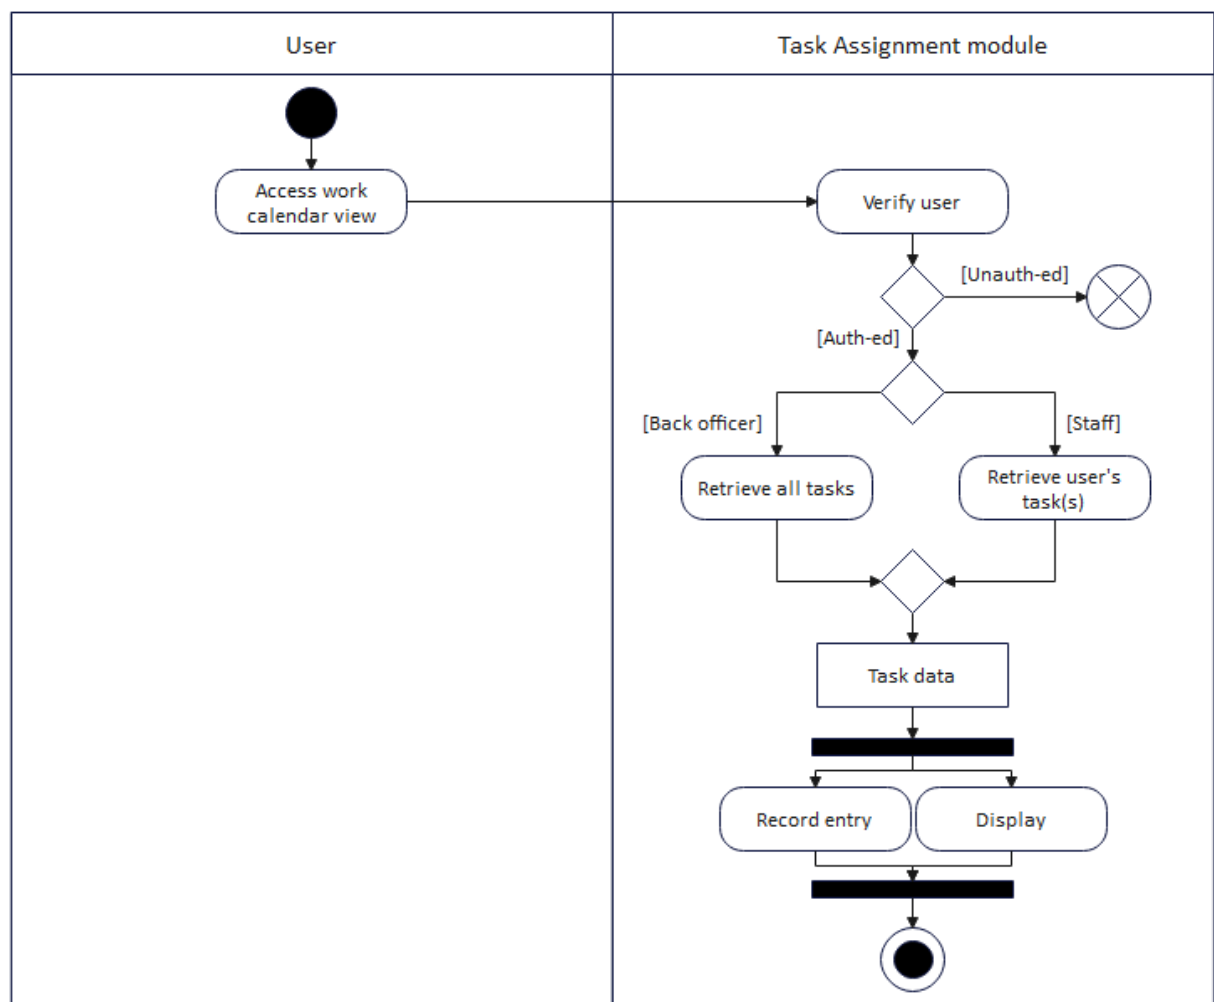 User
Task Assignment module
Access work
calendar view
Verify user
[Unauth-ed]
[Auth-ed]
[Back officer]
[Staff]
Retrieve all tasks
Retrieve user's
task(s)
Task data
Record entry
Display